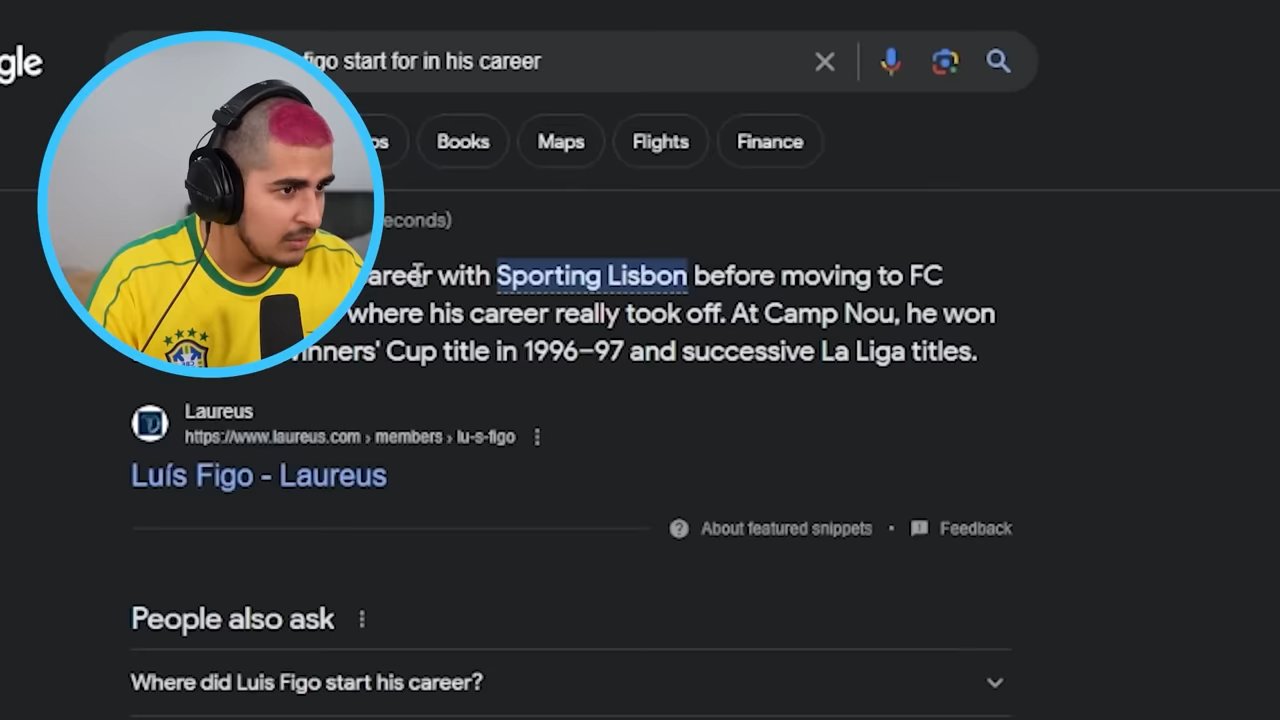 gle
figo start for in his career
Books
Maps
Flights
Finance
econds)
career with Sporting Lisbon before moving to FC
where his career really took off. At Camp Nou, he won
Winners' Cup title in 1996–97 and successive La Liga titles.
Laureus
https://www.laureus.com › members › lu-s-figo
Luís Figo - Laureus
About featured snippets • Feedback
People also ask
Where did Luis Figo start his career?